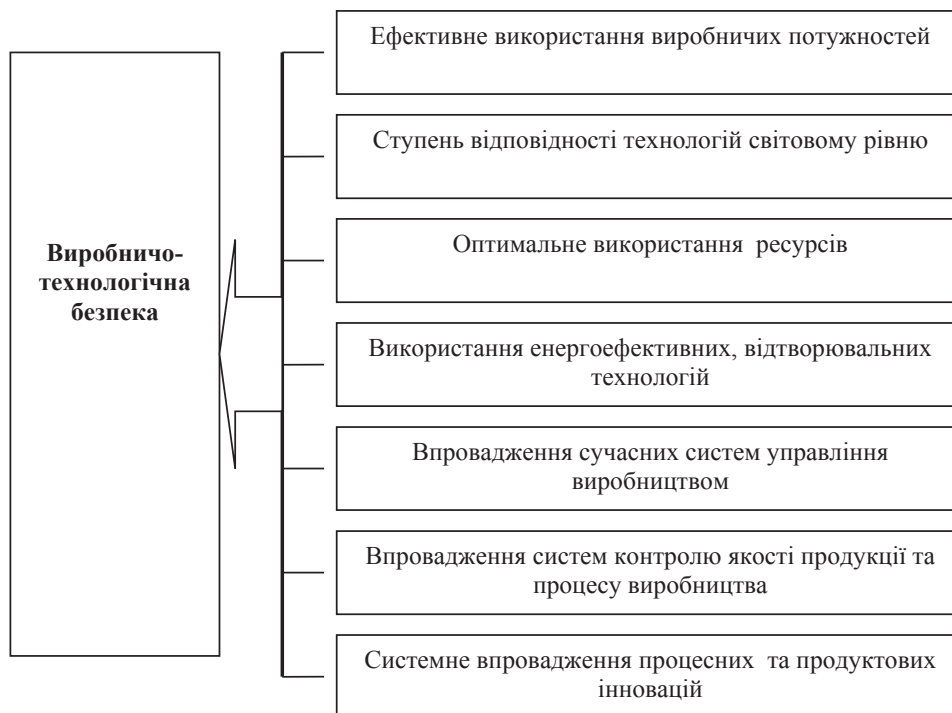 Ефективне використання виробничих потужностей
Ступень відповідності технологій світовому рівню
Виробничо-
технологічна
безпека
Оптимальне використання ресурсів
Використання енергоефективних, відтворювальних
технологій
Впровадження сучасних систем управління
виробництвом
Впровадження систем контролю якості продукції та
процесу виробництва
Системне впровадження процесних та продуктових
інновацій